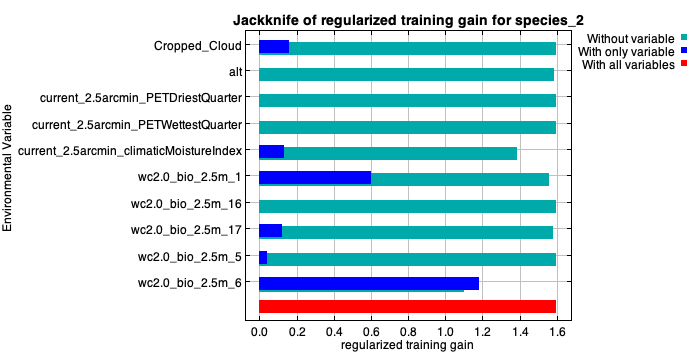 Jackknife of regularized training gain for species_2
Without variable
With only variable
With all variables
Environmental Variable
Cropped_Cloud
alt
current_2.5arcmin_PETDriestQuarter
current_2.5arcmin_PETWettestQuarter
current_2.5arcmin_climaticMoistureIndex
wc2.0_bio_2.5m_1
wc2.0_bio_2.5m_16
wc2.0_bio_2.5m_17
wc2.0_bio_2.5m_5
wc2.0_bio_2.5m_6
0.0 0.2 0.4 0.6 0.8 1.0 1.2 1.4 1.6
regularized training gain